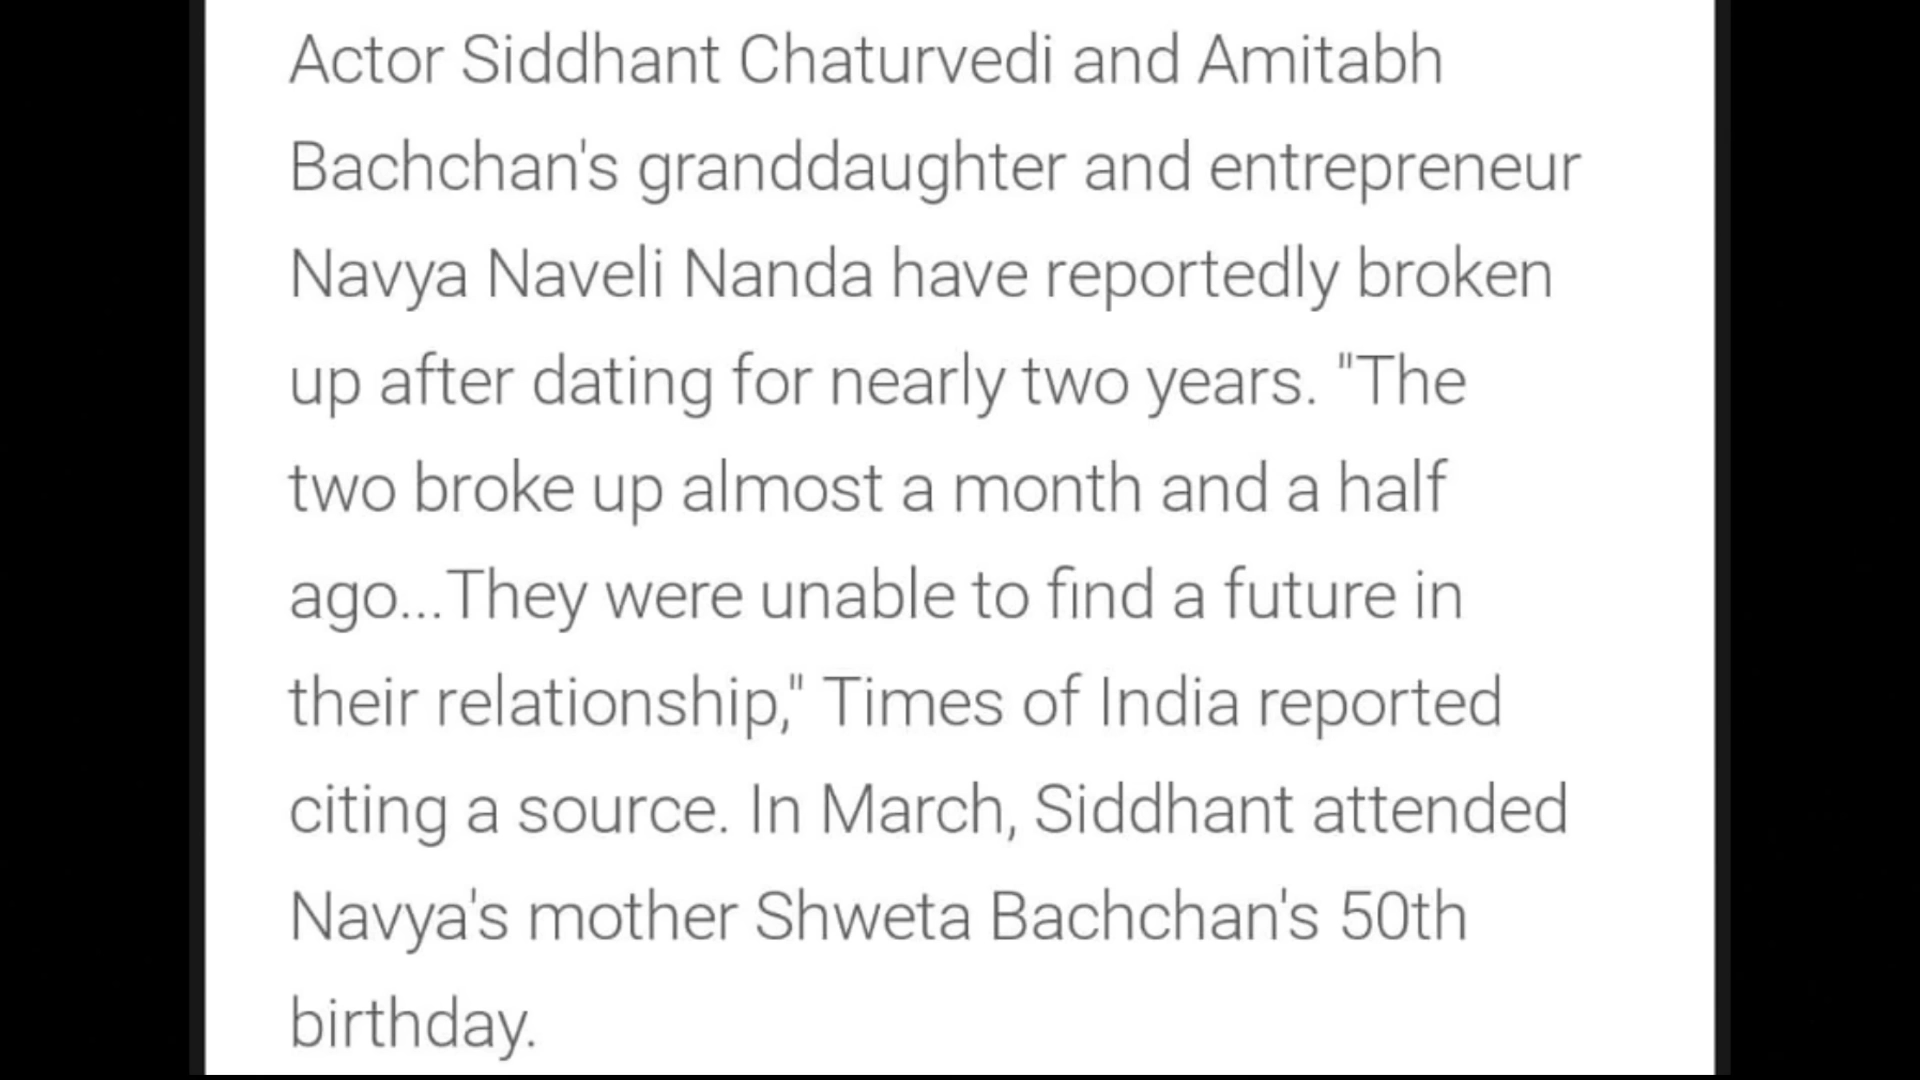 Actor Siddhant Chaturvedi and Amitabh
Bachchan's granddaughter and entrepreneur
Navya Naveli Nanda have reportedly broken
up after dating for nearly two years. "The
two broke up almost a month and a half
ago...They were unable to find a future in
their relationship," Times of India reported
citing a source. In March, Siddhant attended
Navya's mother Shweta Bachchan's 50th
birthday.